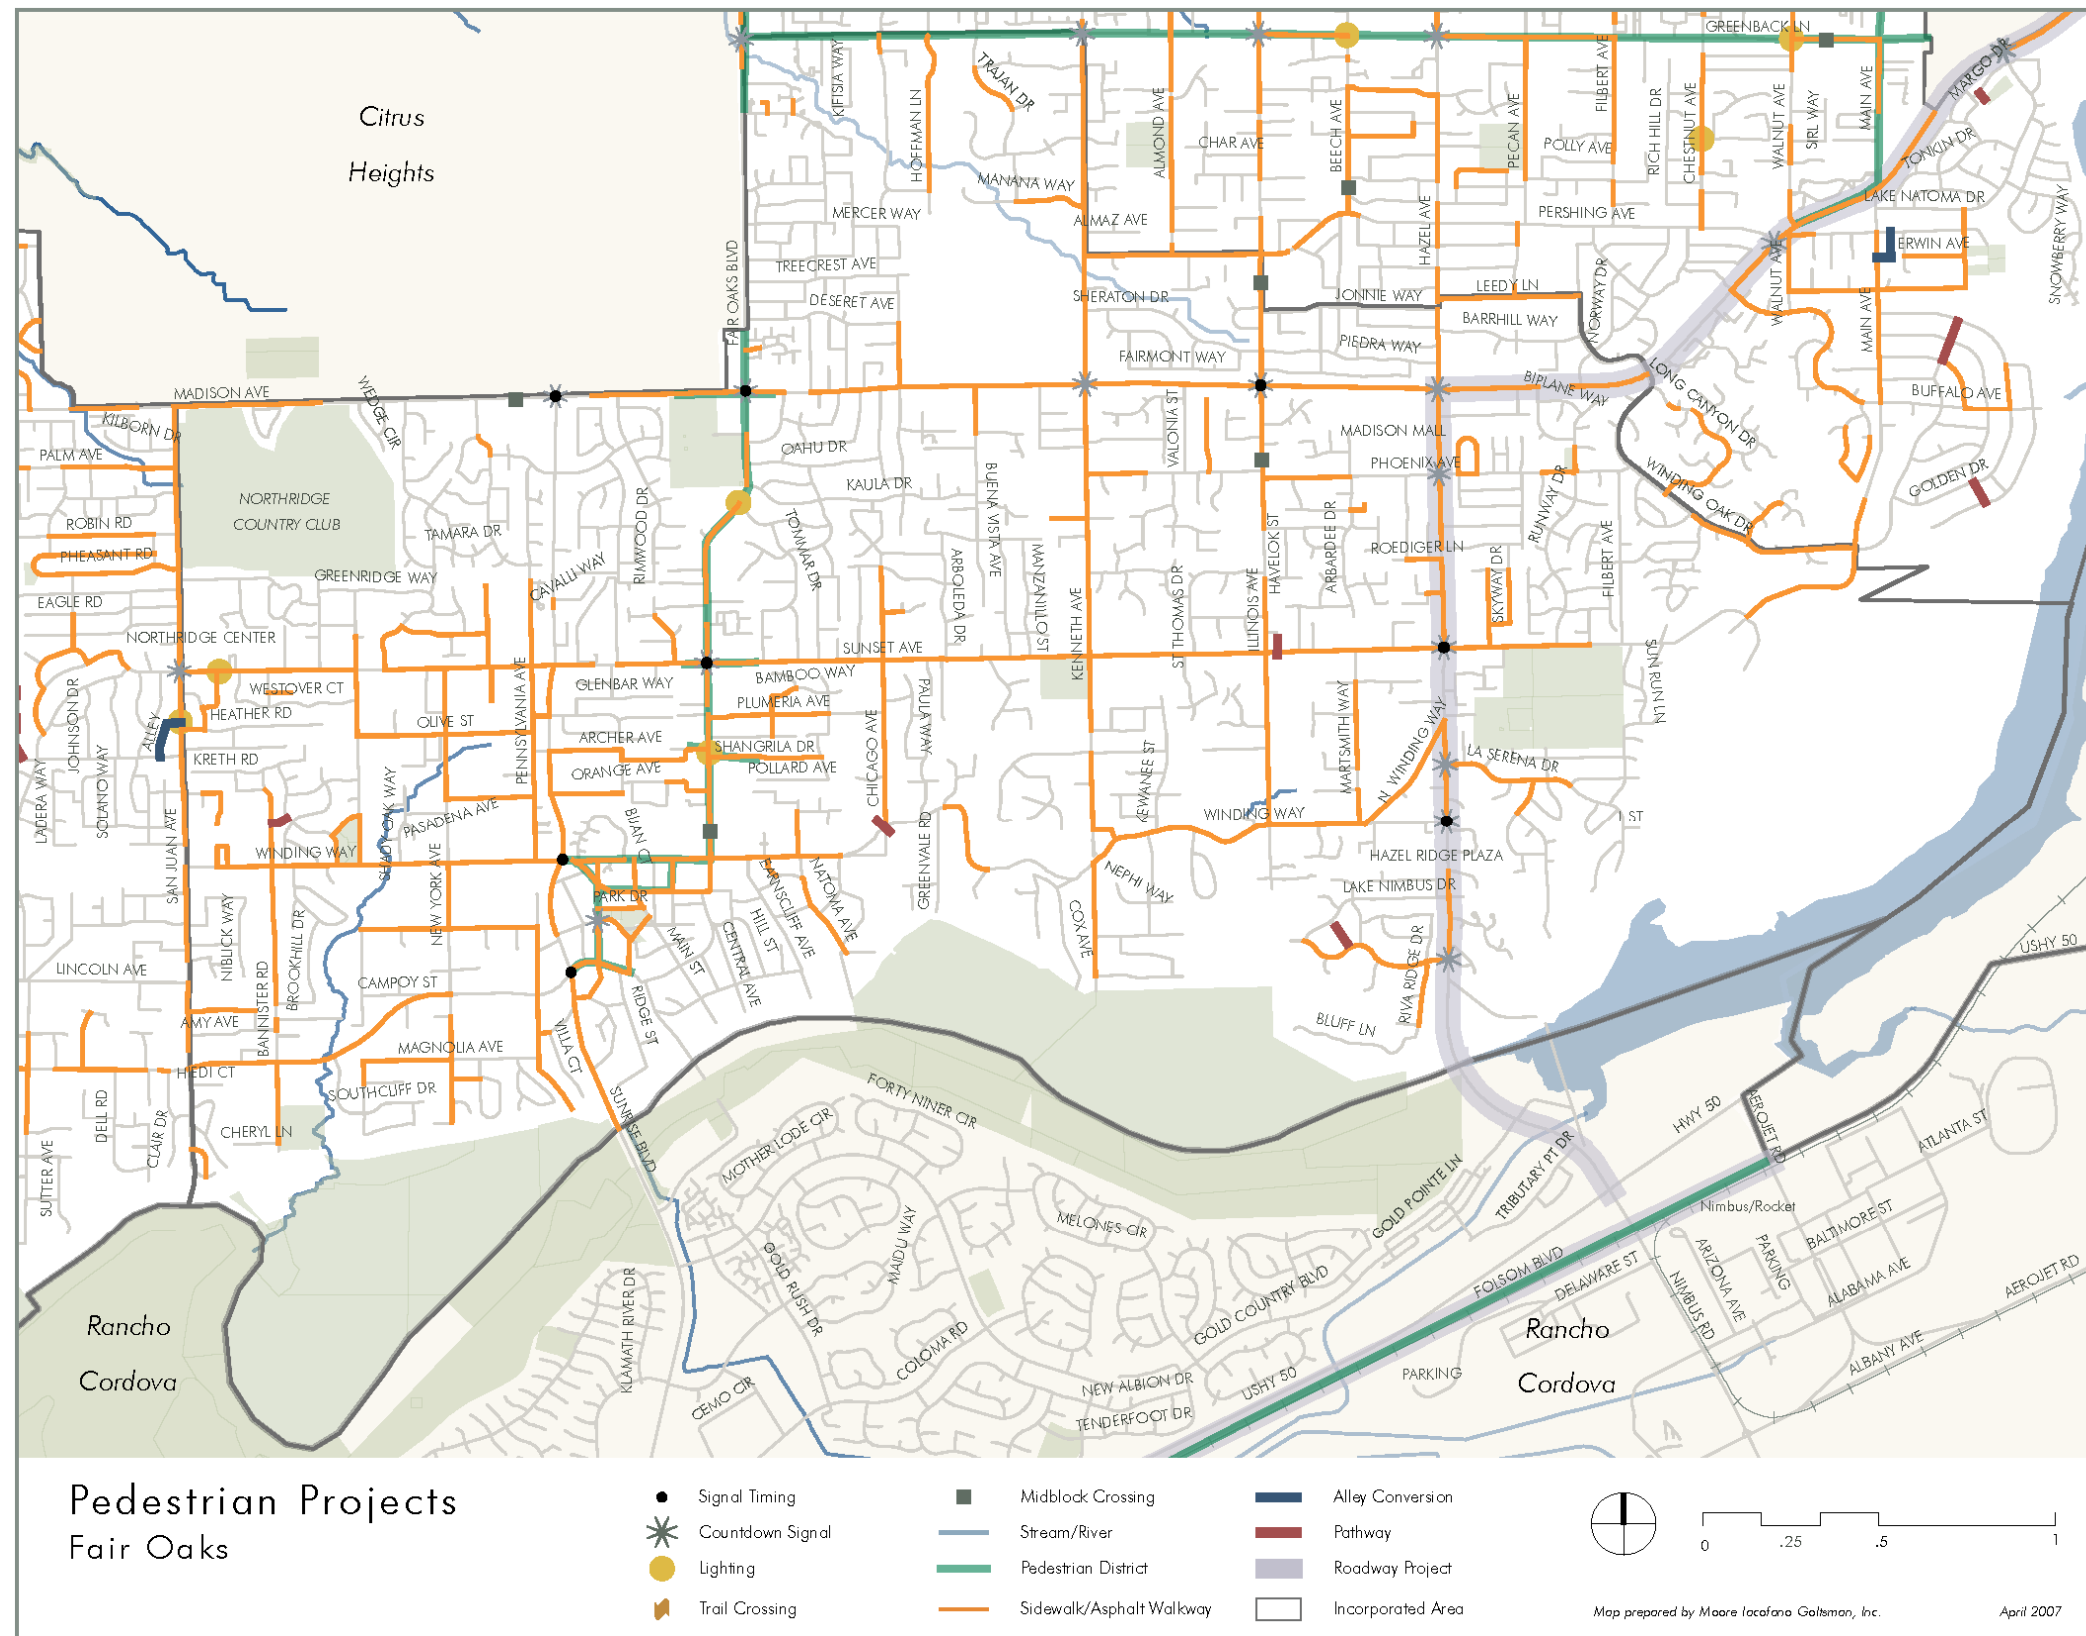 GREENBACK LN
Citrus
Heights
KIFISIA WAY
HOFFMAN LN
TRAJAN DR
ALMOND AVE
CHAR AVE
BEECH AVE
HAZEL AVE
PECAN AVE
FILBERT AVE
POLLY AVE
RICH HILL DR
CHESTNUT AVE
WALNUT AVE
SIRL WAY
MAIN AVE
MARGO DR
TONKIN DR
LAKE NATOMA DR
SNOWBERRY WAY
MANANA WAY
MERCER WAY
ALMAZ AVE
PERSHING AVE
ERWIN AVE
FAIR OAKS BLVD
TREECREST AVE
DESERET AVE
SHERATON DR
JONNIE WAY
LEEDY LN
NORWAY DR
WALNUT AVE
MAIN AVE
BARRHILL WAY
PIEDRA WAY
FAIRMONT WAY
MADISON AVE
WEDGE CIR
BIPLANE WAY
LONG CANYON DR
BUFFALO AVE
KILBORN DR
PALM AVE
OAHU DR
VALONIA ST
MADISON MALL
PHOENIX AVE
KAULA DR
BUENA VISTA AVE
WINDING OAK DR
GOLDEN DR
NORTHRIDGE
COUNTRY CLUB
ROBIN RD
PHEASANT RD
TAMARA DR
RIMWOOD DR
TOMMAR DR
HAVELOK ST
ARBARDEE DR
ROEDIGER LN
RUNWAY DR
FILBERT AVE
SKYWAY DR
GREENRIDGE WAY
CAVALLI WAY
ARBOLEDA DR
MANZANILLO ST
KENNETH AVE
ST THOMAS DR
ILLINOIS AVE
EAGLE RD
NORTHRIDGE CENTER
SUNSET AVE
SUN RUN LN
BAMBOO WAY
GLENBAR WAY
WESTOVER CT
HEATHER RD
PENNSYLVANIA AVE
PLUMERIA AVE
PAULA WAY
JOHNSON DR
ALLEY
OLIVE ST
ARCHER AVE
SHANGRILA DR
ORANGE AVE
POLLARD AVE
CHICAGO AVE
MARTSMITH WAY
N WINDING WAY
LA SERENA DR
KRETH RD
LADERA WAY
SOLANO WAY
SHADY OAK WAY
PASADENA AVE
BIJAN CT
KEWANEE ST
WINDING WAY
I ST
SAN JUAN AVE
WINDING WAY
NEW YORK AVE
GREENVALE RD
HAZEL RIDGE PLAZA
NEPHI WAY
LAKE NIMBUS DR
PARK DR
EARNSCLIFF AVE
NATOMA AVE
NIBLICK WAY
BROOKHILL DR
MAIN ST
CENTRAL AVE
HILL ST
COX AVE
RIVA RIDGE DR
USHY 50
LINCOLN AVE
BANNISTER RD
CAMPOY ST
RIDGE ST
VILLA CT
AMY AVE
BLUFF LN
MAGNOLIA AVE
HEDI CT
SOUTHCLIFF DR
DELL RD
CLAIR DR
CHERYL LN
SUTTER AVE
SUNRISE BLVD
FORTY NINER CIR
MOTHER LODE CIR
HWY 50
AEROJET RD
ATLANTA ST
TRIBUTARY PT DR
GOLD POINTE LN
MELONES CIR
MAIDU WAY
GOLD RUSH DR
Nimbus/Rocket
BALTIMORE ST
PARKING
ARIZONA AVE
NIMBUS RD
ALABAMA AVE
AEROJET RD
FOLSOM BLVD
DELAWARE ST
KLAMATH RIVER DR
COLOMA RD
GOLD COUNTRY BLVD
Rancho
Cordova
Rancho
Cordova
ALBANY AVE
PARKING
USHY 50
NEW ALBION DR
TENDERFOOT DR
CEMO CIR
Pedestrian Projects
Fair Oaks
Signal Timing
Countdown Signal
Lighting
Trail Crossing
Midblock Crossing
Stream/River
Pedestrian District
Sidewalk/Asphalt Walkway
Alley Conversion
Pathway
Roadway Project
Incorporated Area
0 .25 .5 1
Map prepared by Moore Iacofano Goltsman, Inc.
April 2007